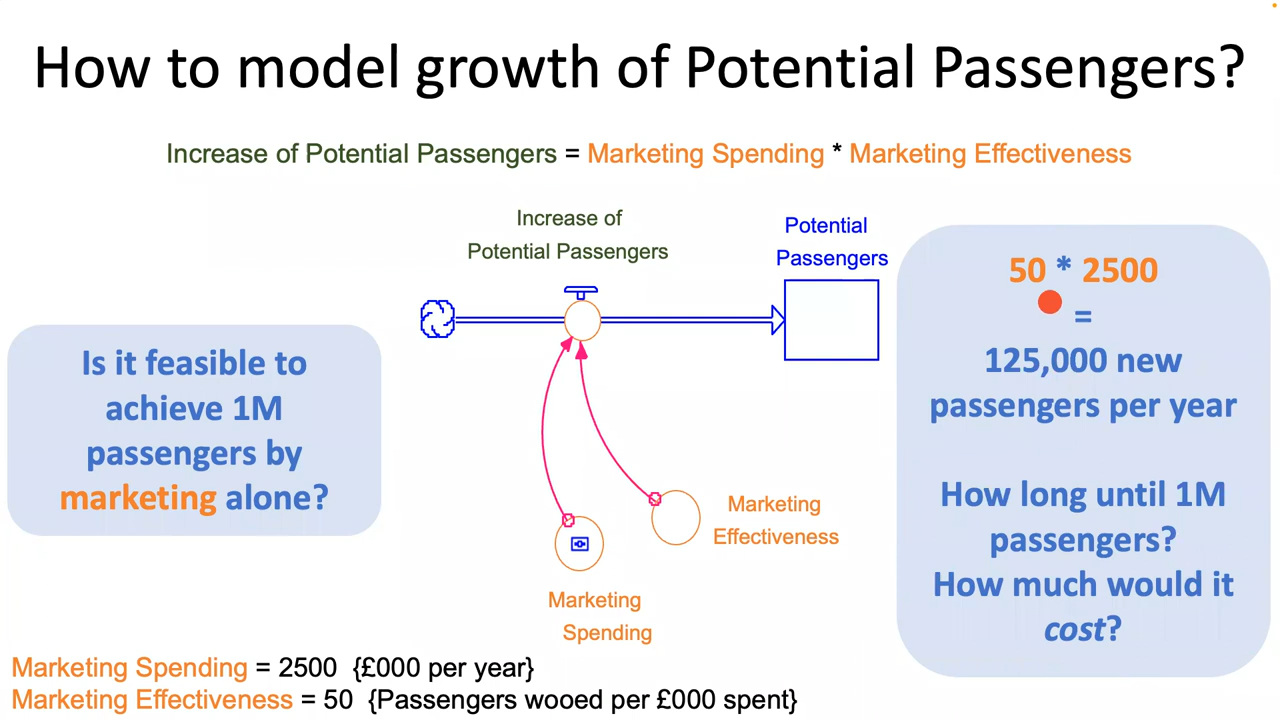 How to model growth of Potential Passengers?
Increase of Potential Passengers = Marketing Spending * Marketing Effectiveness
Increase of
Potential Passengers
Potential
Passengers
Is it feasible to
achieve 1M
passengers by
marketing alone?
50 * 2500
=
125,000 new
passengers per year
How long until 1M
passengers?
How much would it
cost?
Marketing
Effectiveness
Marketing
Spending
Marketing Spending = 2500 {£000 per year}
Marketing Effectiveness = 50 {Passengers wooed per £000 spent}